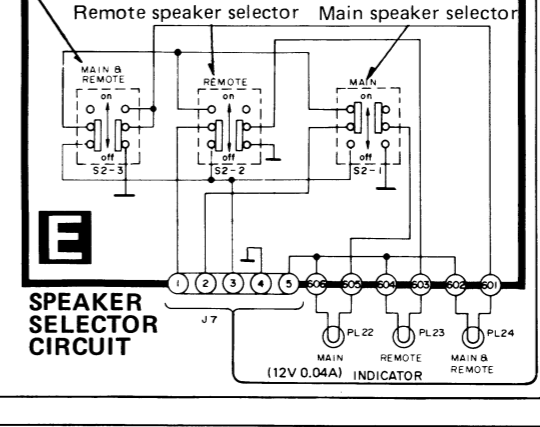 Remote speaker selector Main speaker selector
MAIN &
REMOTE
REMOTE
MAIN
on
on
on
off
off
off
S2-3
S2-2
S2-1
E
1 2 3 4 5 606 605 604 603 602 601
SPEAKER
SELECTOR
CIRCUIT
J7
PL22
PL23
PL24
MAIN
REMOTE
MAIN &
REMOTE
(12V 0.04A) INDICATOR